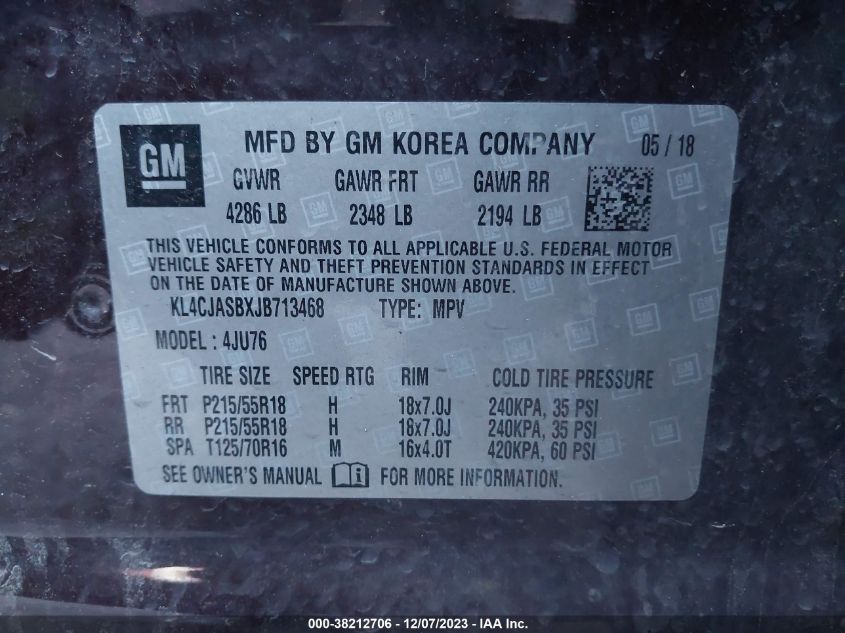 GM MFD BY GM KOREA COMPANY 05 / 18
GVWR GAWR FRT GAWR RR
4286 LB 2348 LB 2194 LB
THIS VEHICLE CONFORMS TO ALL APPLICABLE U.S. FEDERAL MOTOR
VEHICLE SAFETY AND THEFT PREVENTION STANDARDS IN EFFECT
ON THE DATE OF MANUFACTURE SHOWN ABOVE.
KL4CJASBXJB713468 TYPE: MPV
MODEL: 4JU76
TIRE SIZE SPEED RTG RIM COLD TIRE PRESSURE
FRT P215/55R18 H 18x7.0J 240KPA, 35 PSI
RR P215/55R18 H 18x7.0J 240KPA, 35 PSI
SPA T125/70R16 M 16x4.0T 420KPA, 60 PSI
SEE OWNER'S MANUAL i FOR MORE INFORMATION.
000-38212706 - 12/07/2023 - IAA Inc.